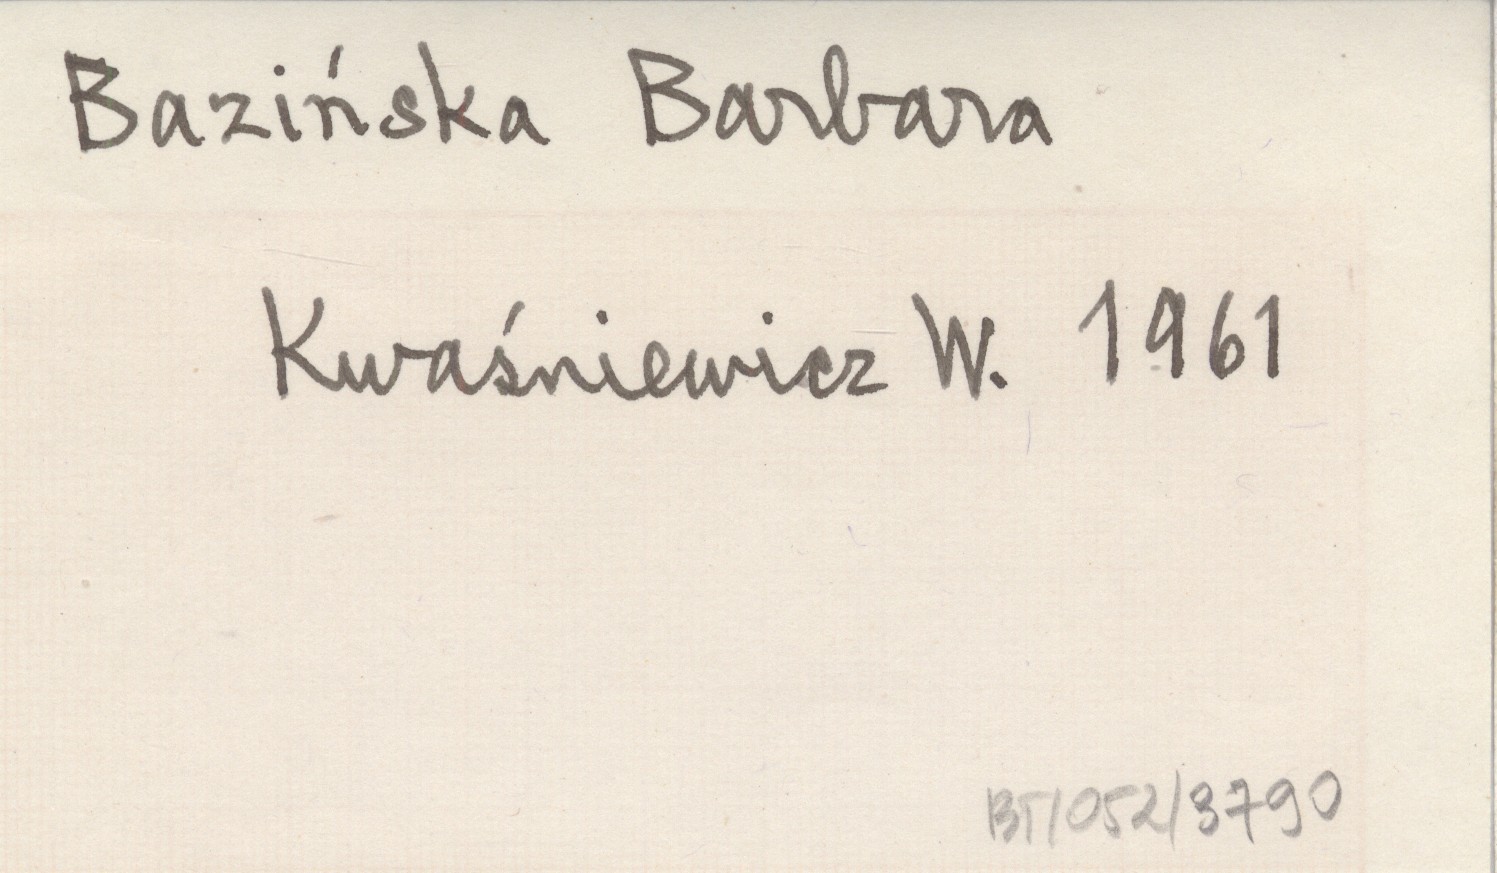 Bazińska Barbara
Kwaśniewicz W. 1961
BT/052/3790